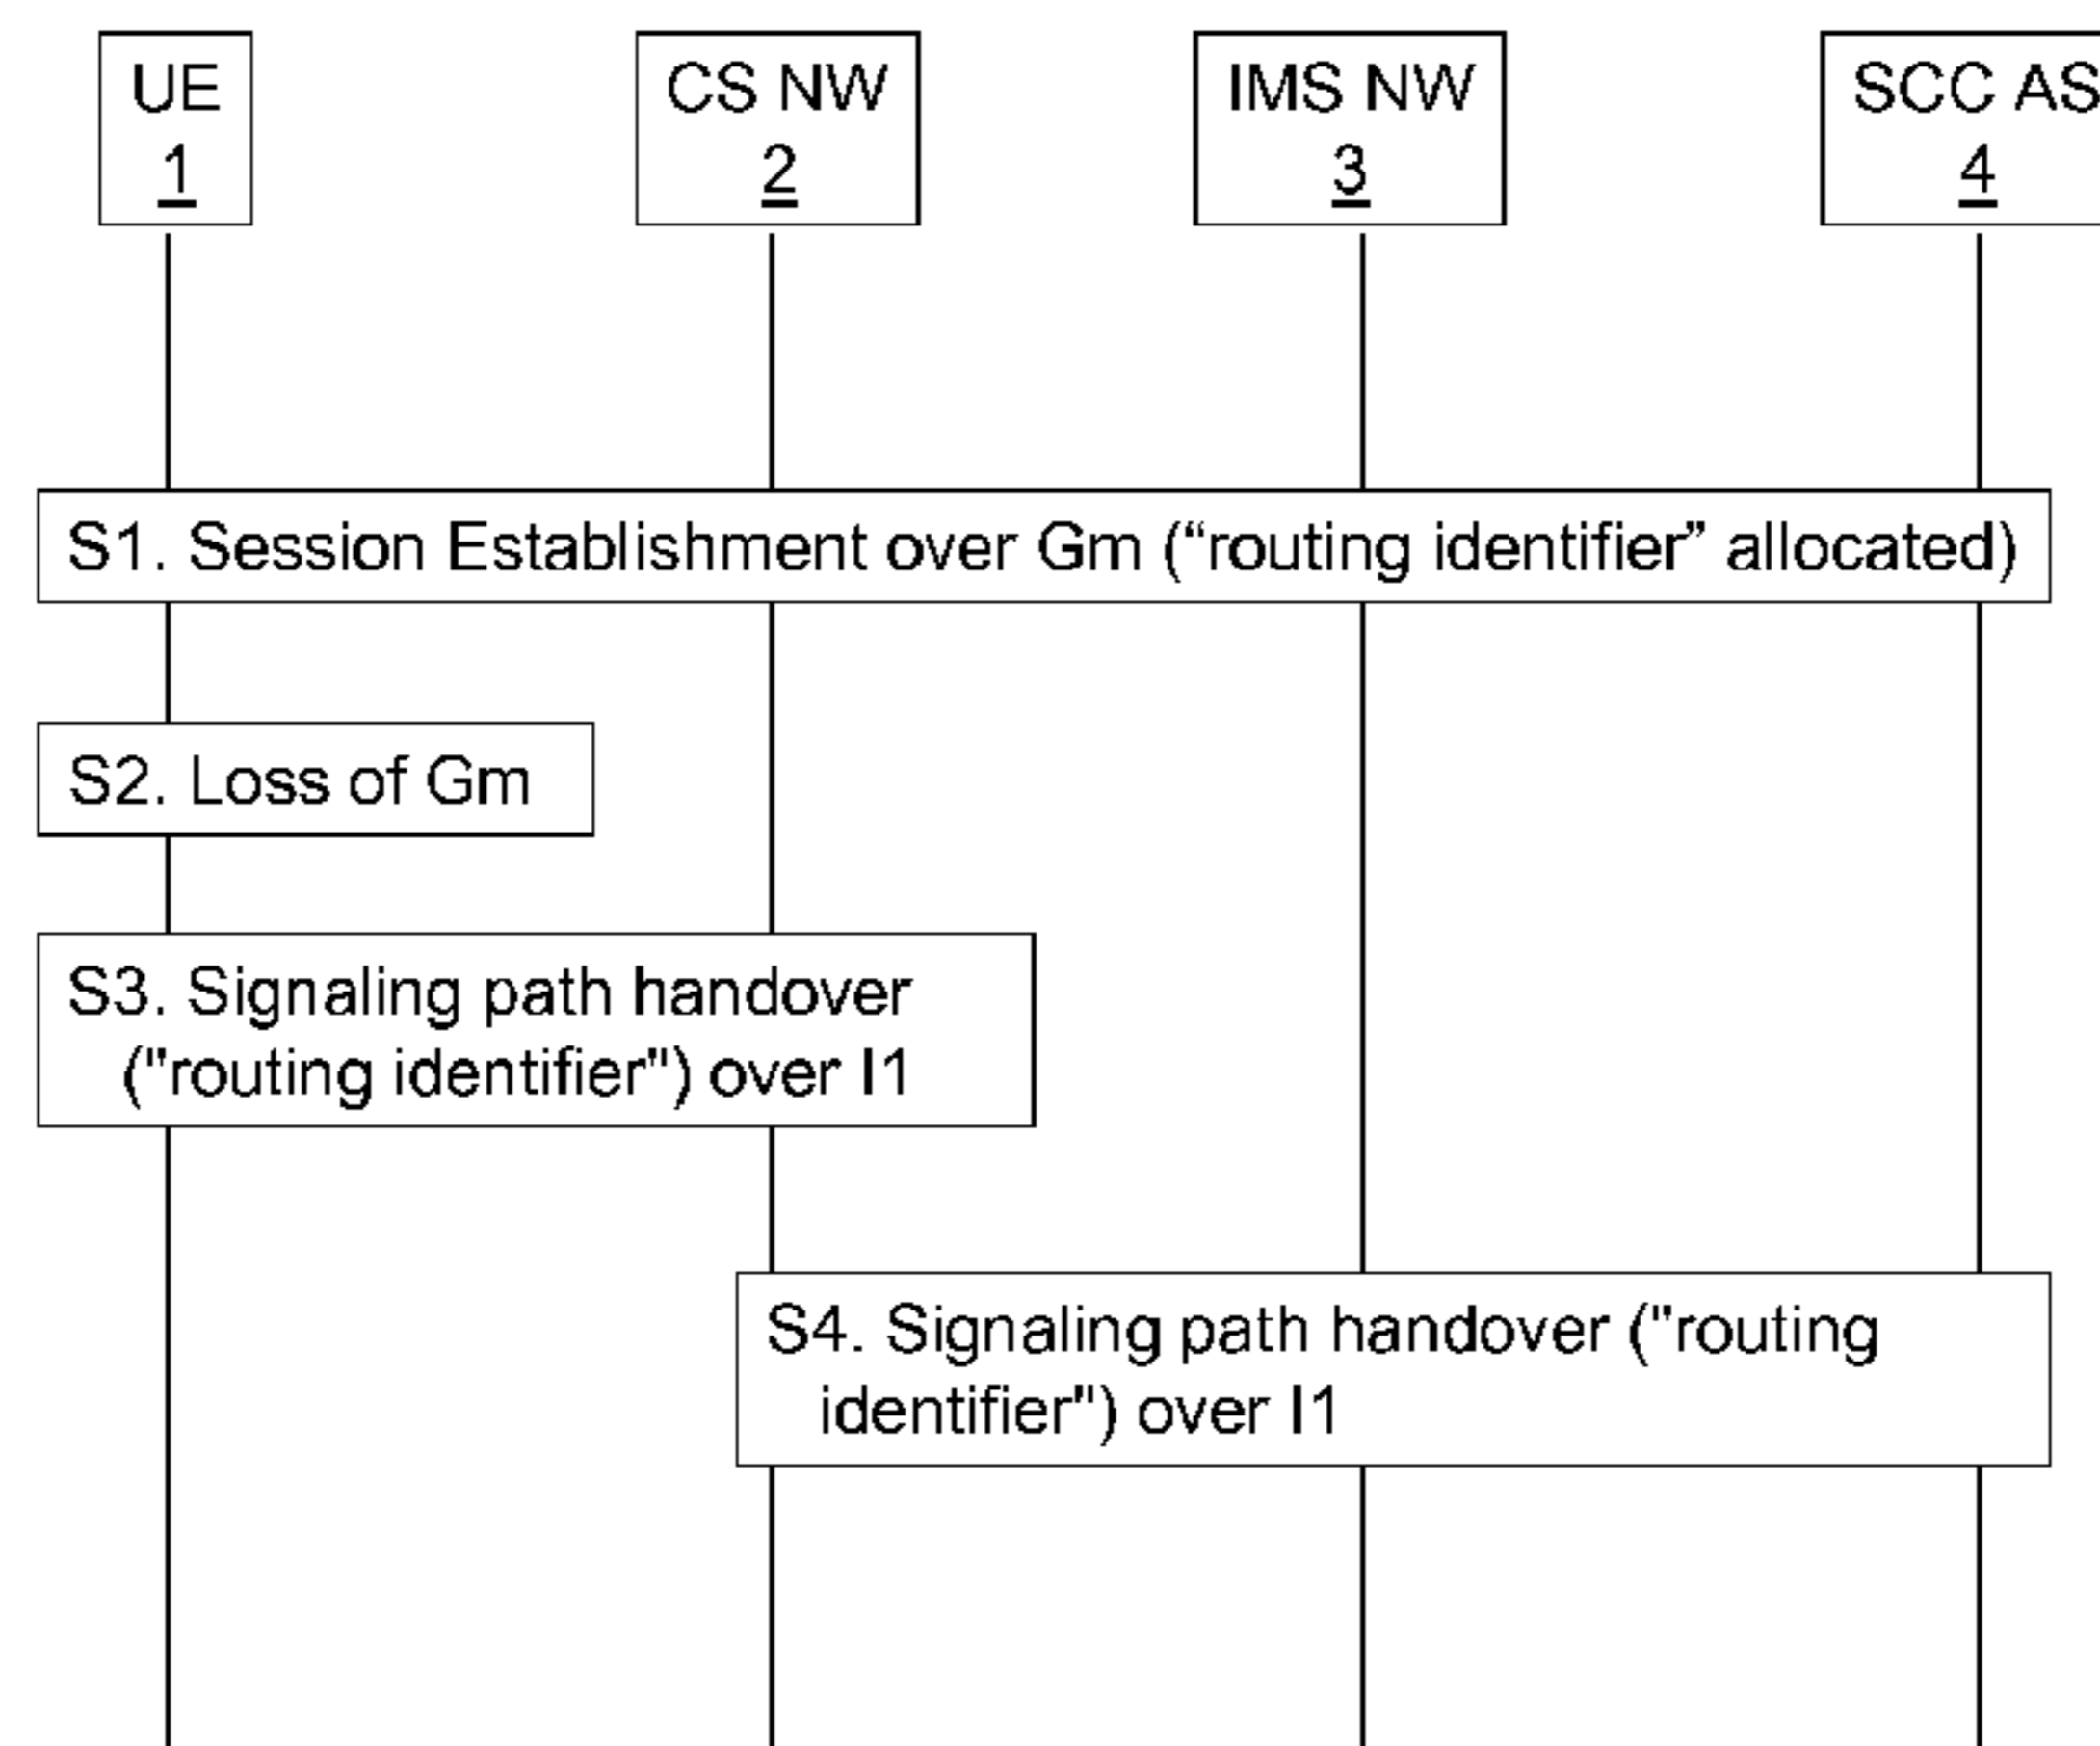 UE
1
CS NW
2
IMS NW
3
SCC AS
4
S1. Session Establishment over Gm (“routing identifier” allocated)
S2. Loss of Gm
S3. Signaling path handover
("routing identifier") over I1
S4. Signaling path handover ("routing
identifier") over I1